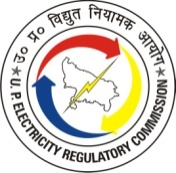 उ० प्र० विद्युत नियामक आयोग
★ U. P. ELECTRICITY REGULATORY COMMISSION ★